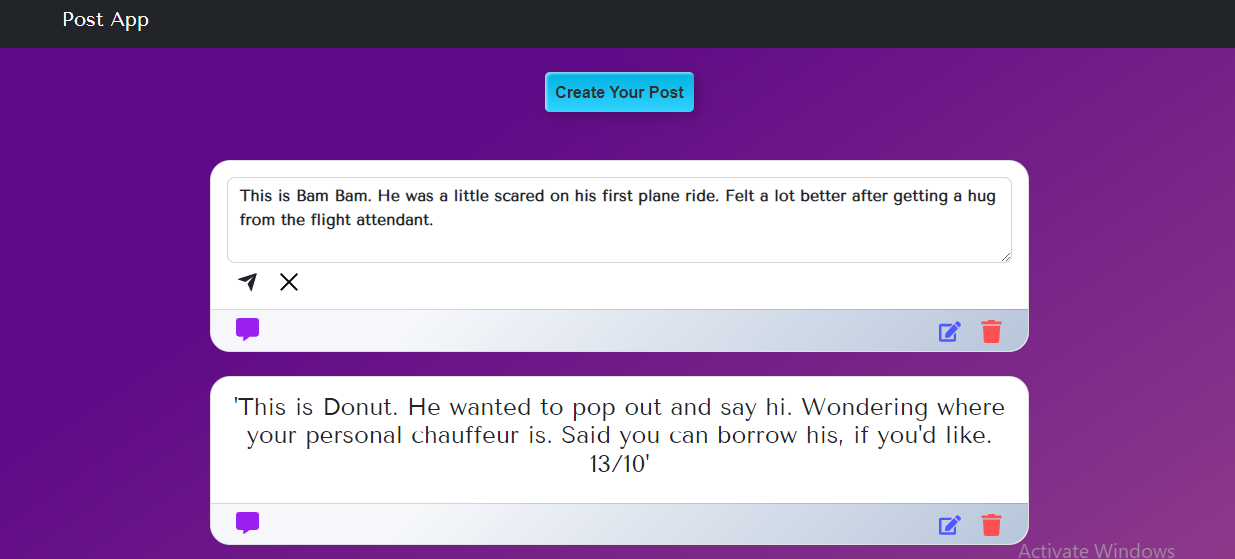 Post App
Create Your Post
This is Bam Bam. He was a little scared on his first plane ride. Felt a lot better after getting a hug
from the flight attendant.
'This is Donut. He wanted to pop out and say hi. Wondering where
your personal chauffeur is. Said you can borrow his, if you'd like.
13/10'
Activate Windows